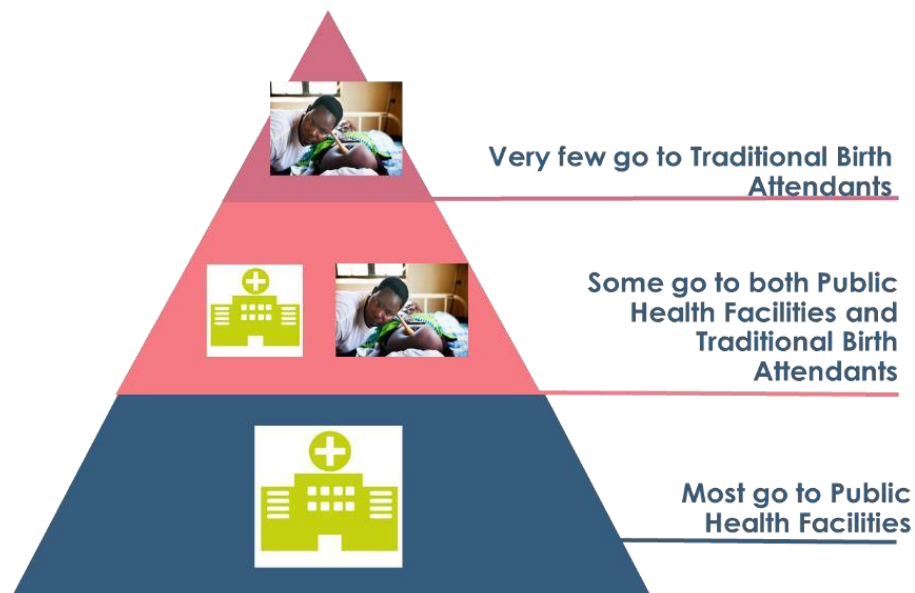 Very few go to Traditional Birth
Attendants
Some go to both Public
Health Facilities and
Traditional Birth
Attendants
Most go to Public
Health Facilities